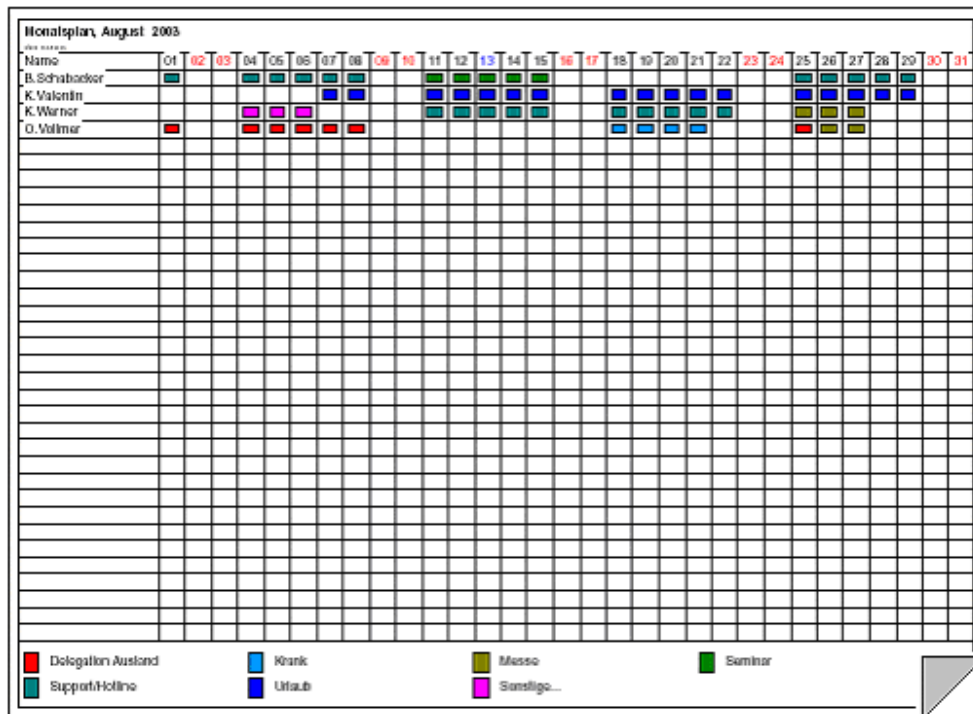 Monatsplan, August 2003
Name 01 02 03 04 05 06 07 08 09 10 11 12 13 14 15 16 17 18 19 20 21 22 23 24 25 26 27 28 29 30 31
B.Schabacker
K.Valentin
K.Werner
O.Vollmer
Delegation Ausland Krank Messe Seminar
Support/Hotline Urlaub Sonstige...